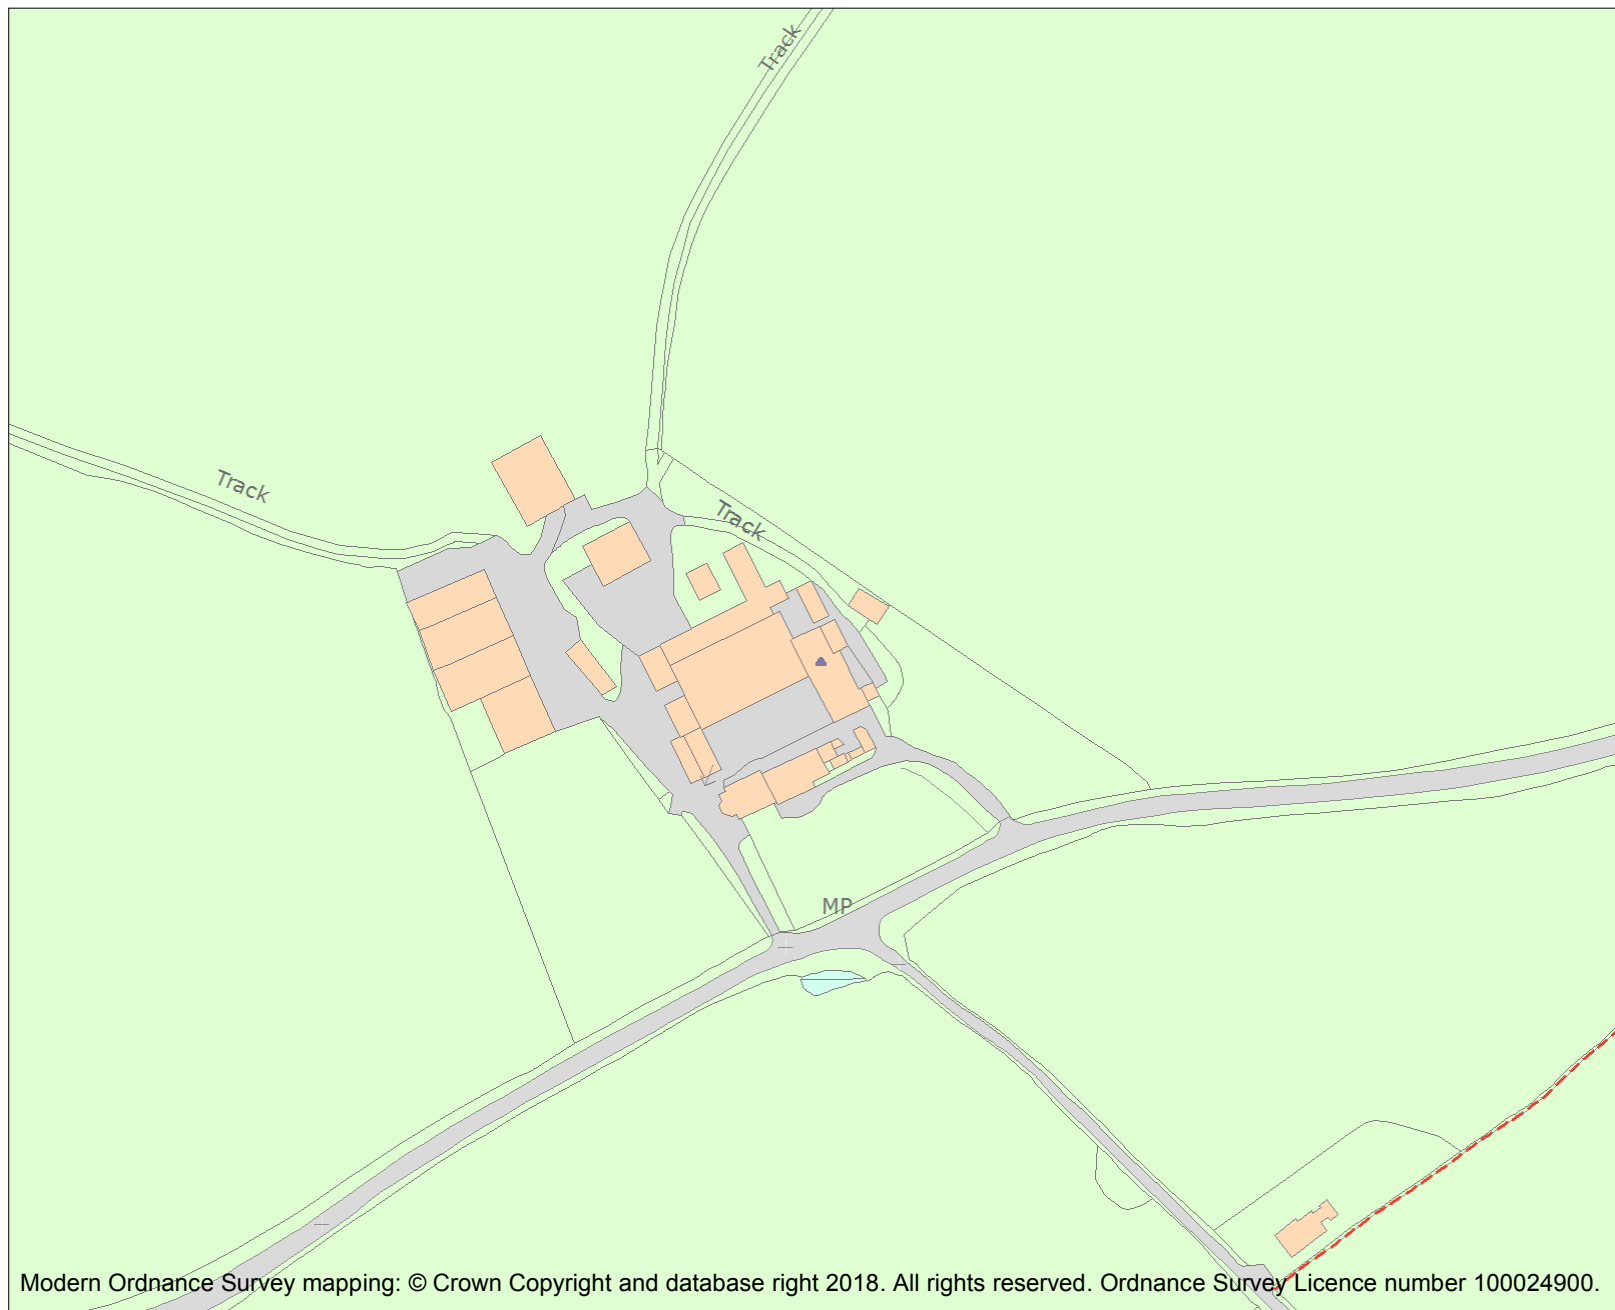 Track
Track
Track
MP
Modern Ordnance Survey mapping: © Crown Copyright and database right 2018. All rights reserved. Ordnance Survey Licence number 100024900.